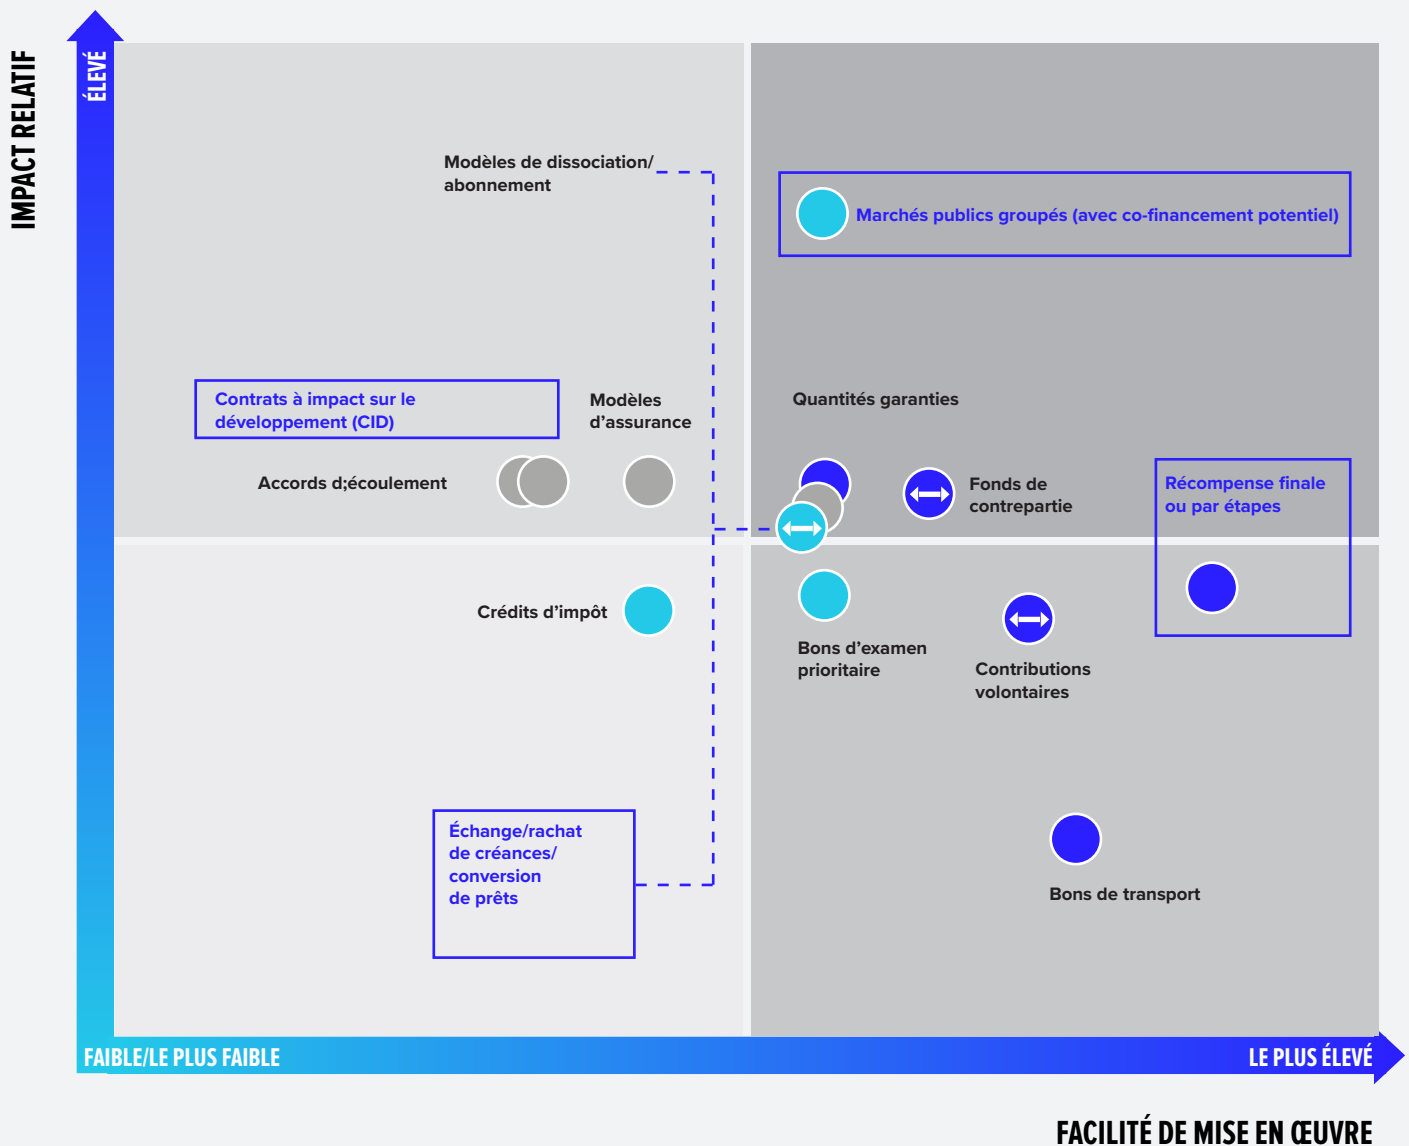 IMPACT RELATIF
ÉLEVÉ
Modèles de dissociation/
abonnement
Marchés publics groupés (avec co-financement potentiel)
Contrats à impact sur le
développement (CID)
Modèles
d’assurance
Quantités garanties
Accords d;écoulement
Fonds de
contrepartie
Récompense finale
ou par étapes
Crédits d’impôt
Bons d’examen
prioritaire
Contributions
volontaires
Échange/rachat
de créances/
conversion
de prêts
Bons de transport
FAIBLE/LE PLUS FAIBLE
LE PLUS ÉLEVÉ
FACILITÉ DE MISE EN ŒUVRE